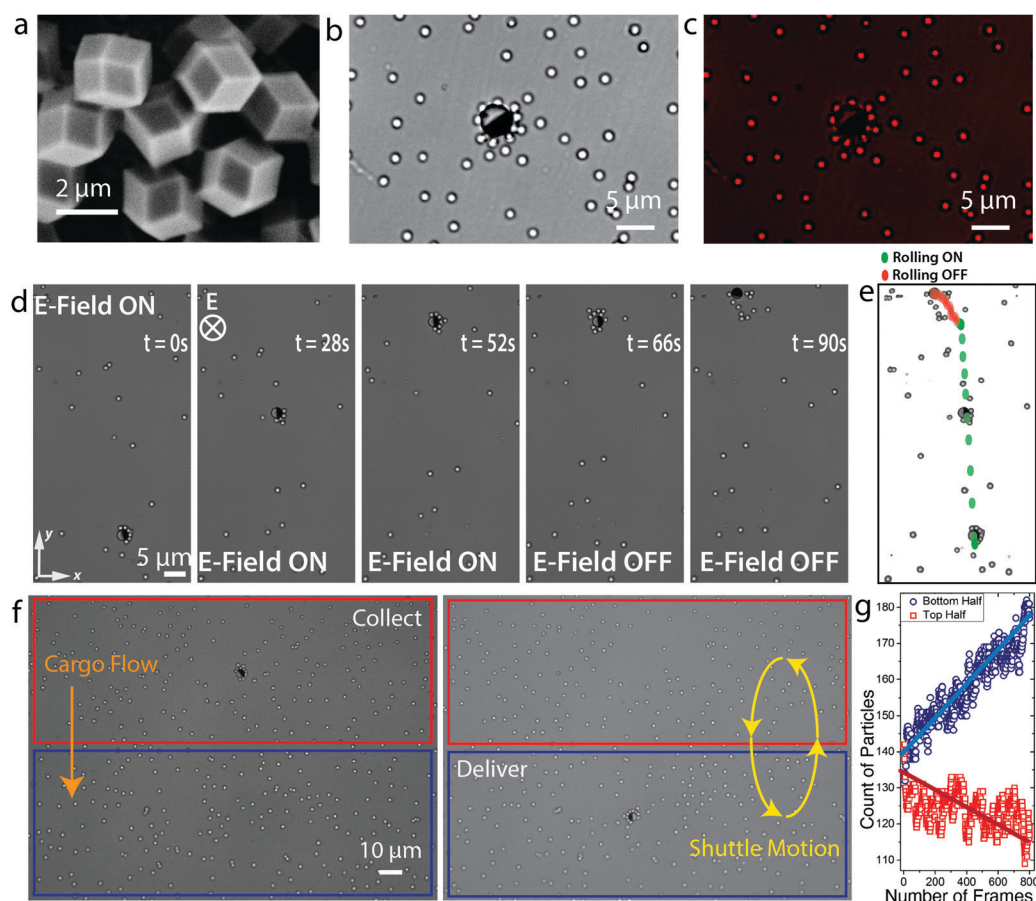 a
2 µm
b
5 µm
c
5 µm
d
E-Field ON
t = 0s
5 µm
y
x
E
t = 28s
E-Field ON
t = 52s
E-Field ON
t = 66s
E-Field OFF
t = 90s
E-Field OFF
Rolling ON
Rolling OFF
e
f
Collect
Cargo Flow
10 µm
Deliver
Shuttle Motion
g
Bottom Half
Top Half
Count of Particles
180
170
160
150
140
130
120
110
0 200 400 600 800
Number of Frames